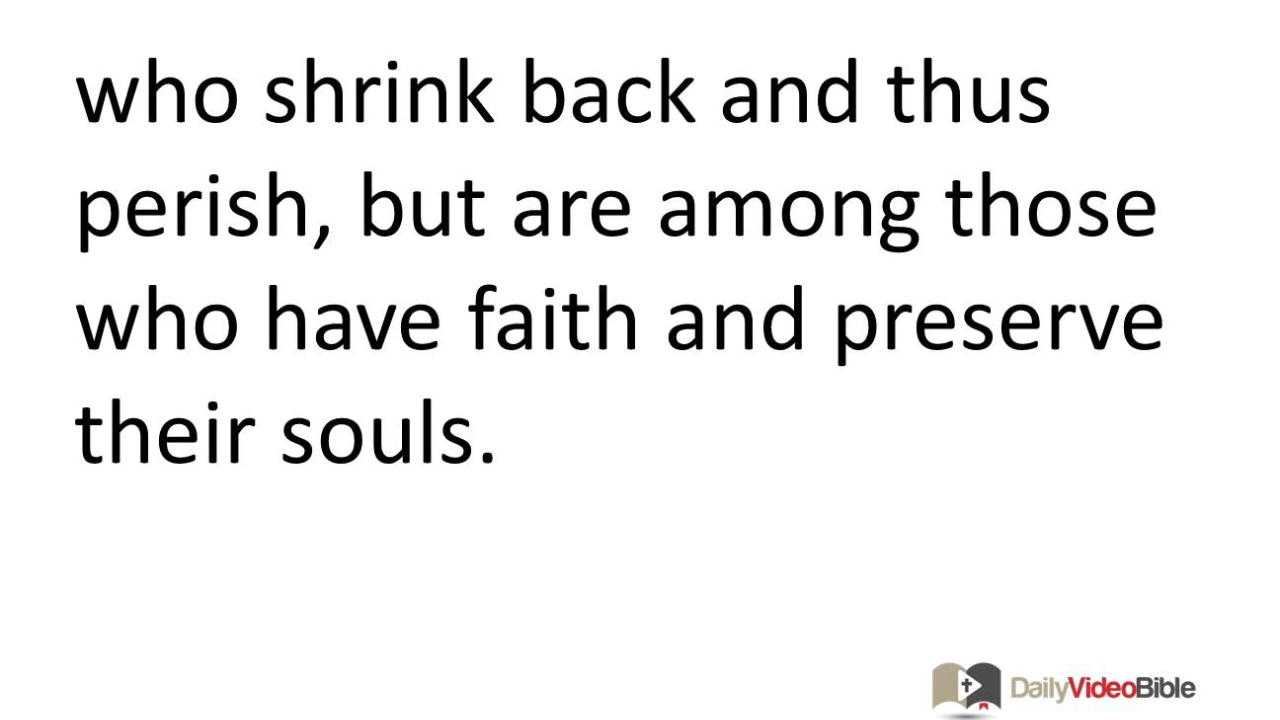 who shrink back and thus
perish, but are among those
who have faith and preserve
their souls.
DailyVideoBible